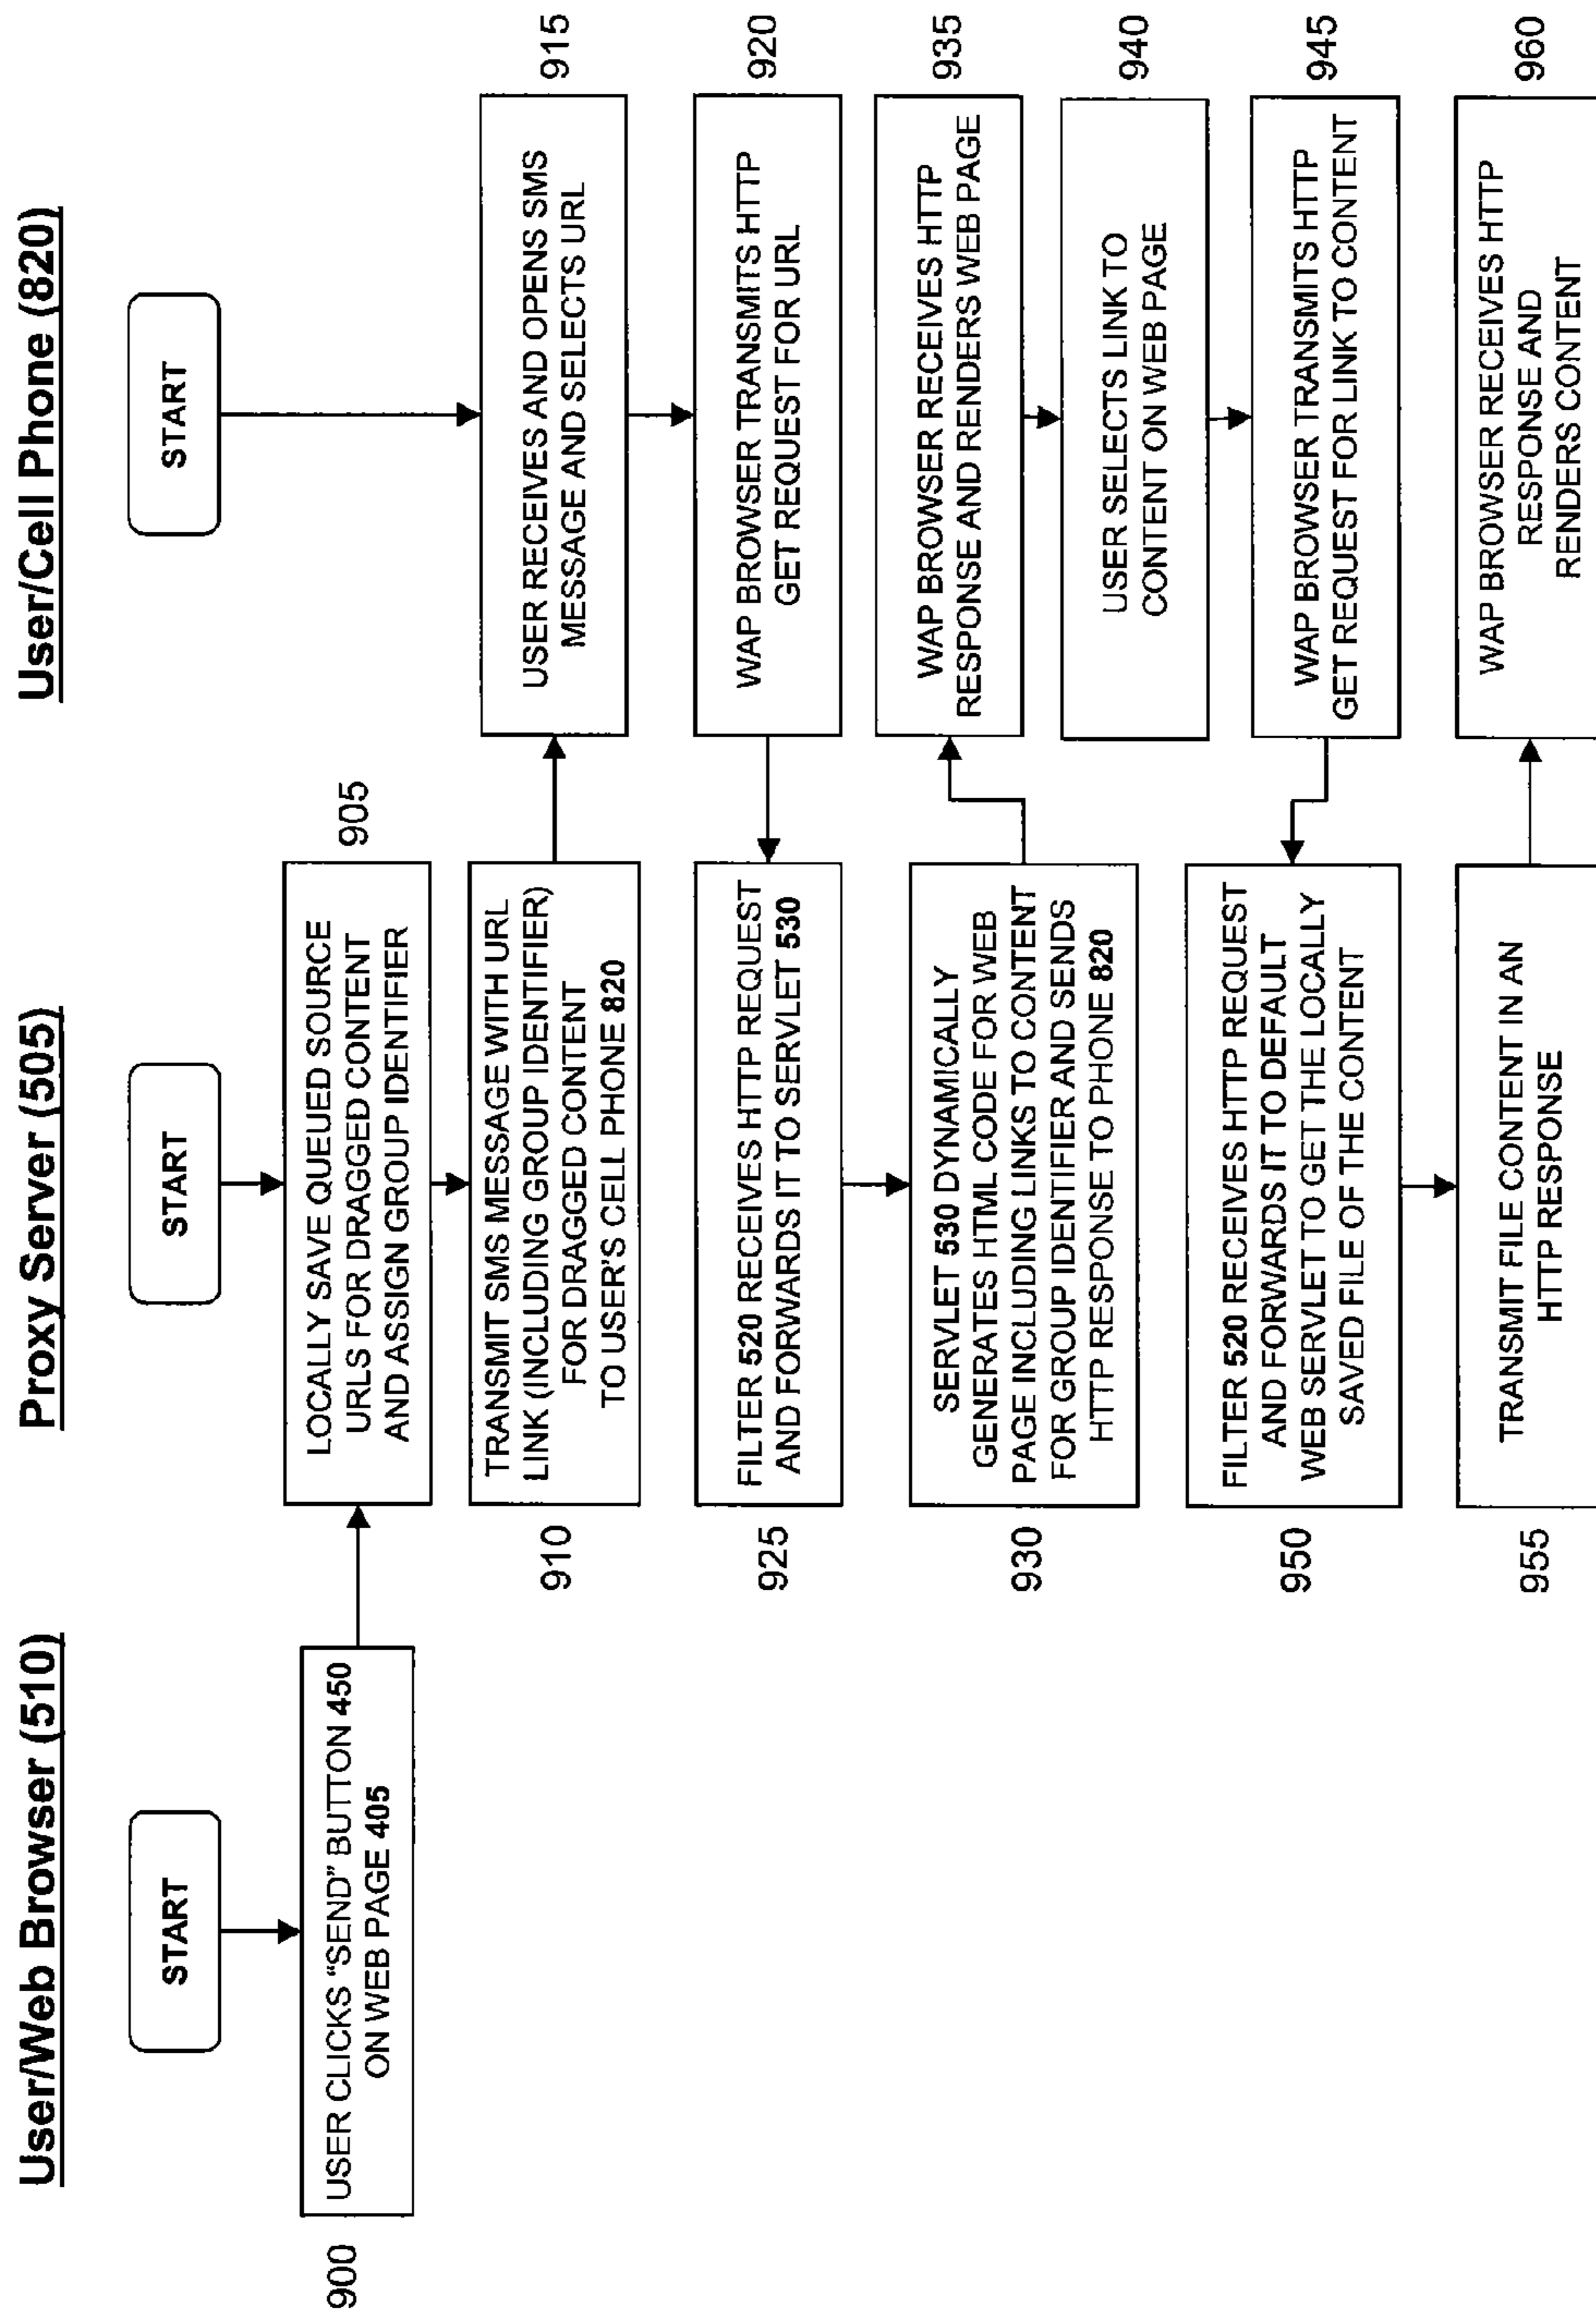 User/Web Browser (510)
Proxy Server (505)
User/Cell Phone (820)
START
START
START
900
USER CLICKS “SEND” BUTTON 450
ON WEB PAGE 405
905
LOCALLY SAVE QUEUED SOURCE
URLS FOR DRAGGED CONTENT
AND ASSIGN GROUP IDENTIFIER
910
TRANSMIT SMS MESSAGE WITH URL
LINK (INCLUDING GROUP IDENTIFIER)
FOR DRAGGED CONTENT
TO USER'S CELL PHONE 820
915
USER RECEIVES AND OPENS SMS
MESSAGE AND SELECTS URL
920
WAP BROWSER TRANSMITS HTTP
GET REQUEST FOR URL
925
FILTER 520 RECEIVES HTTP REQUEST
AND FORWARDS IT TO SERVLET 530
930
SERVLET 530 DYNAMICALLY
GENERATES HTML CODE FOR WEB
PAGE INCLUDING LINKS TO CONTENT
FOR GROUP IDENTIFIER AND SENDS
HTTP RESPONSE TO PHONE 820
935
WAP BROWSER RECEIVES HTTP
RESPONSE AND RENDERS WEB PAGE
940
USER SELECTS LINK TO
CONTENT ON WEB PAGE
945
WAP BROWSER TRANSMITS HTTP
GET REQUEST FOR LINK TO CONTENT
950
FILTER 520 RECEIVES HTTP REQUEST
AND FORWARDS IT TO DEFAULT
WEB SERVLET TO GET THE LOCALLY
SAVED FILE OF THE CONTENT
955
TRANSMIT FILE CONTENT IN AN
HTTP RESPONSE
960
WAP BROWSER RECEIVES HTTP
RESPONSE AND
RENDERS CONTENT